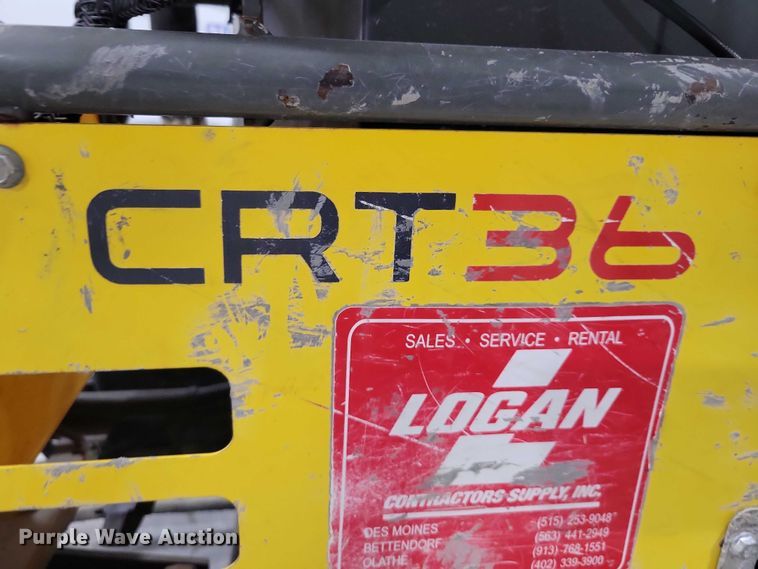 CRT36
SALES • SERVICE • RENTAL
LOGAN
CONTRACTORS SUPPLY, INC.
DES MOINES (515) 253-9048
BETTENDORF (563) 441-2949
OLATHE (913) 768-1551
(402) 339-3900
Purple Wave Auction